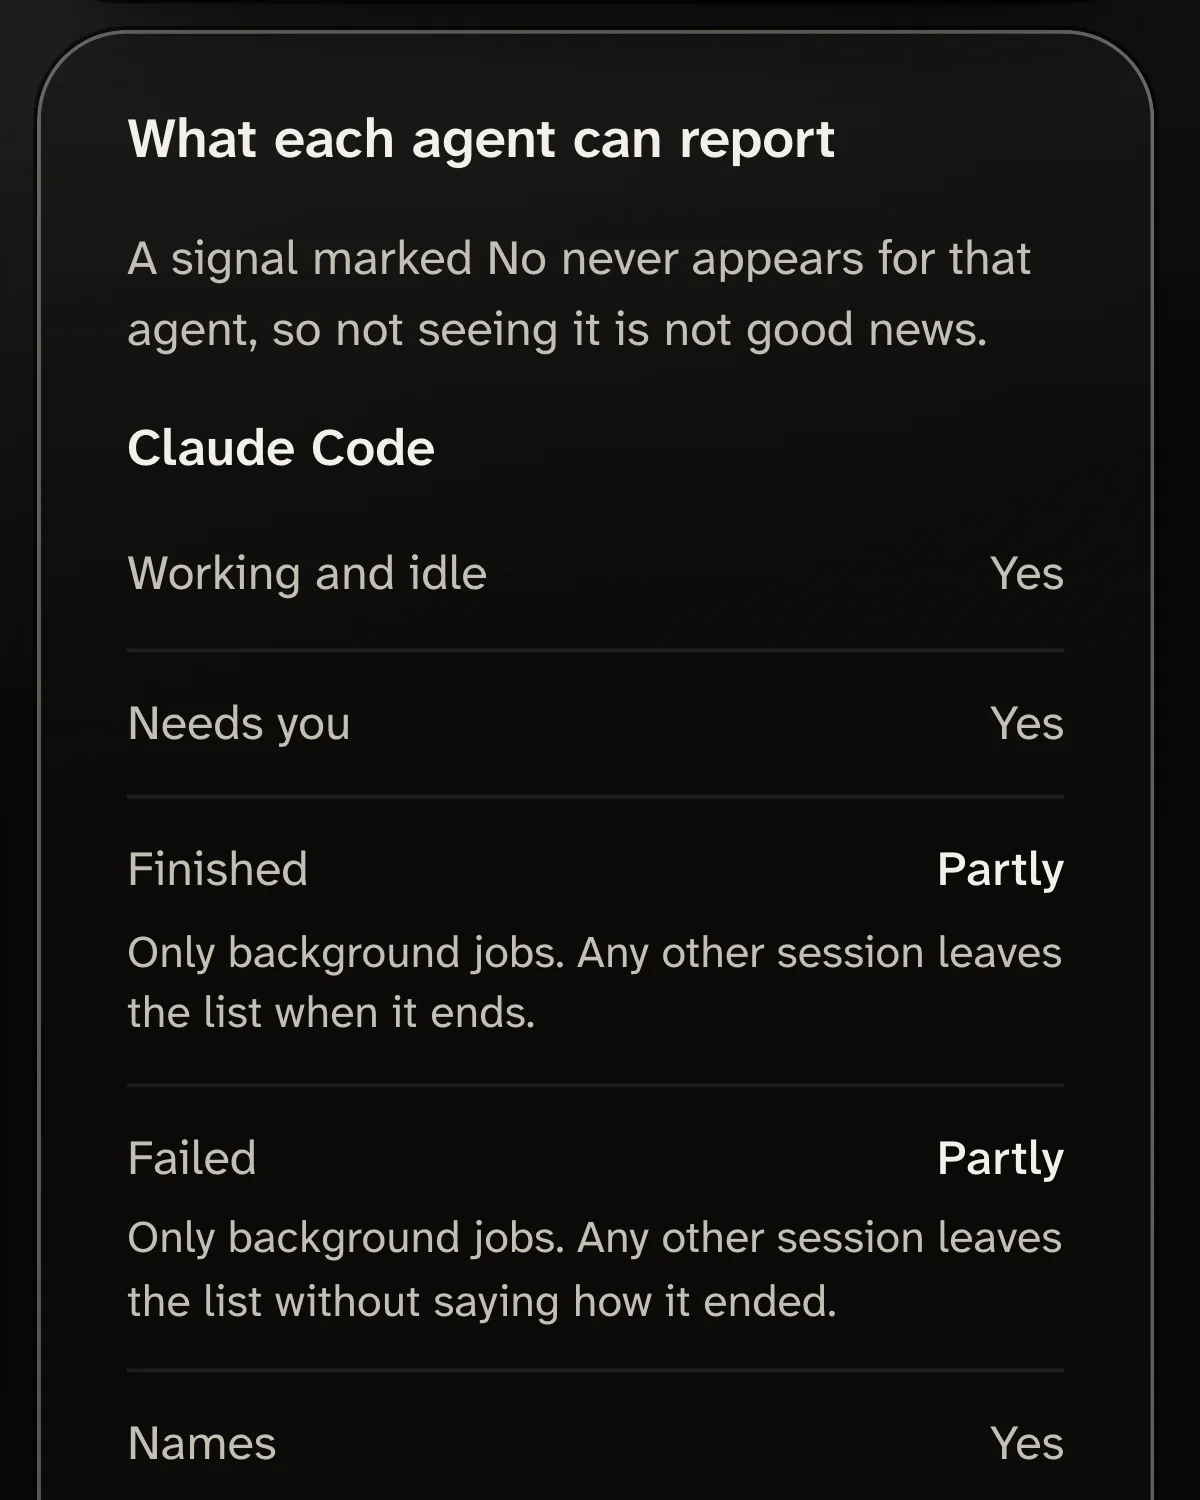 What each agent can report
A signal marked No never appears for that
agent, so not seeing it is not good news.
Claude Code
Working and idle Yes
Needs you Yes
Finished Partly
Only background jobs. Any other session leaves
the list when it ends.
Failed Partly
Only background jobs. Any other session leaves
the list without saying how it ended.
Names Yes